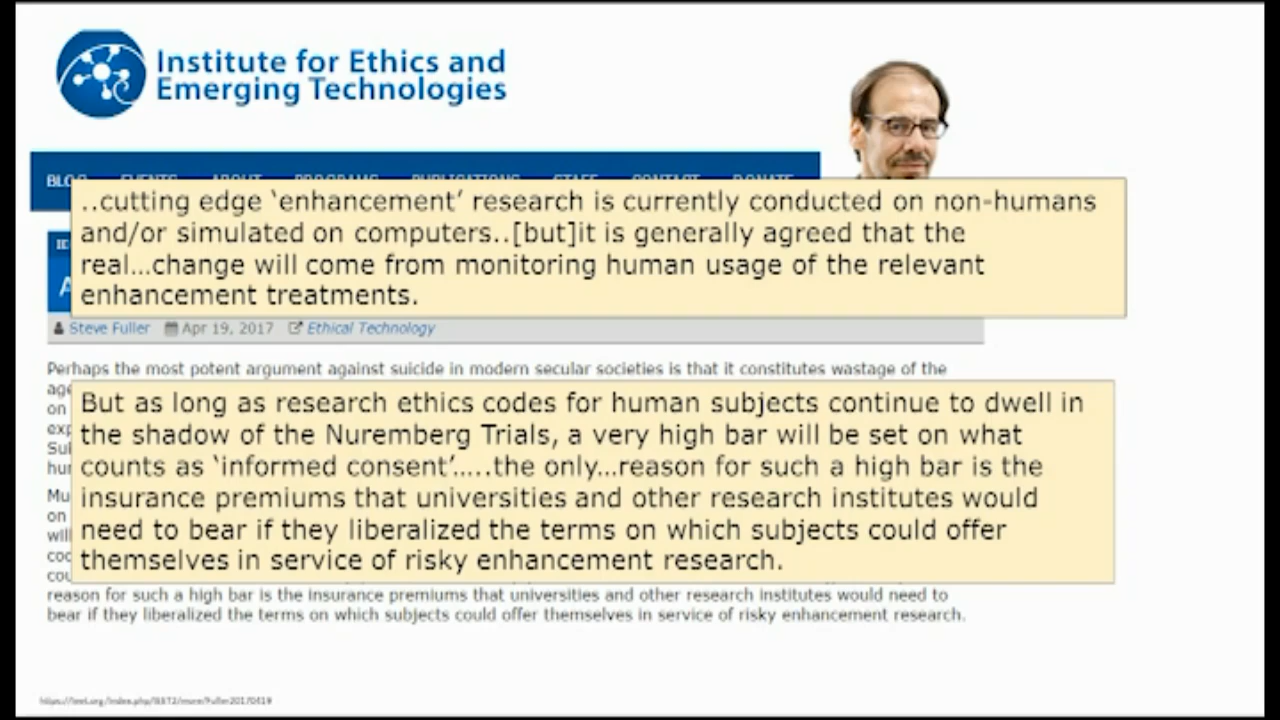 Institute for Ethics and
Emerging Technologies
..cutting edge ‘enhancement’ research is currently conducted on non-humans
and/or simulated on computers..[but]it is generally agreed that the
real...change will come from monitoring human usage of the relevant
enhancement treatments.
Steve Fuller Apr 19, 2017 Ethical Technology
Perhaps the most potent argument against suicide in modern secular societies is that it constitutes wastage of the
But as long as research ethics codes for human subjects continue to dwell in
the shadow of the Nuremberg Trials, a very high bar will be set on what
counts as ‘informed consent’.....the only...reason for such a high bar is the
insurance premiums that universities and other research institutes would
need to bear if they liberalized the terms on which subjects could offer
themselves in service of risky enhancement research.
reason for such a high bar is the insurance premiums that universities and other research institutes would need to
bear if they liberalized the terms on which subjects could offer themselves in service of risky enhancement research.